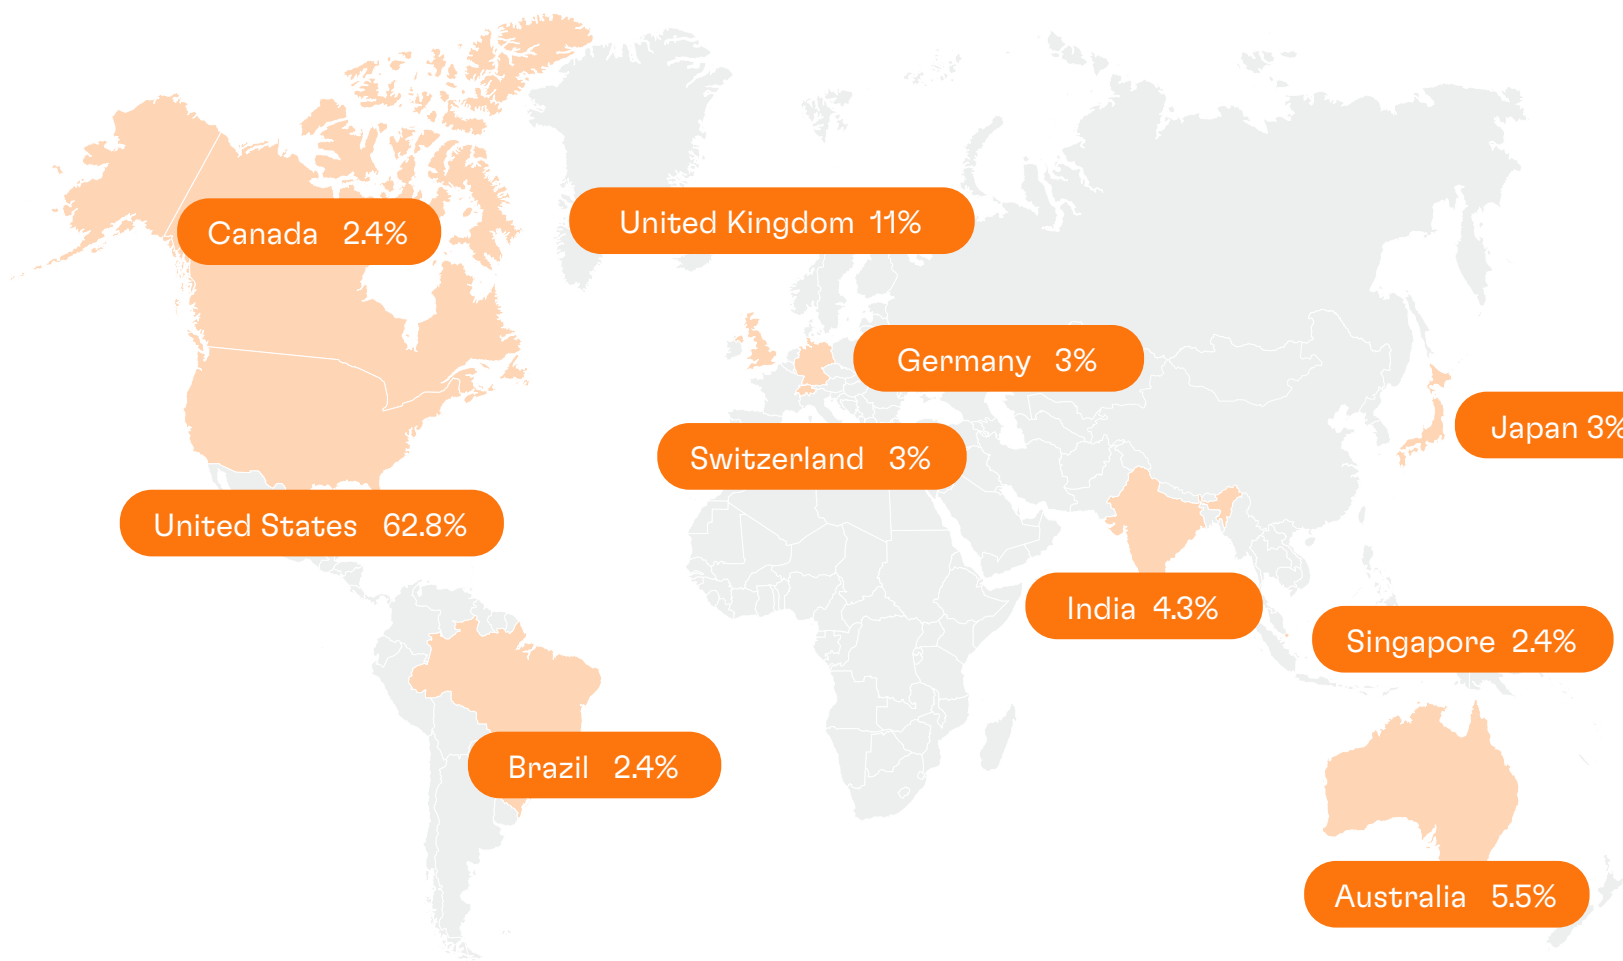 Canada 2.4%
United Kingdom 11%
Germany 3%
Japan 3%
Switzerland 3%
United States 62.8%
India 4.3%
Singapore 2.4%
Brazil 2.4%
Australia 5.5%